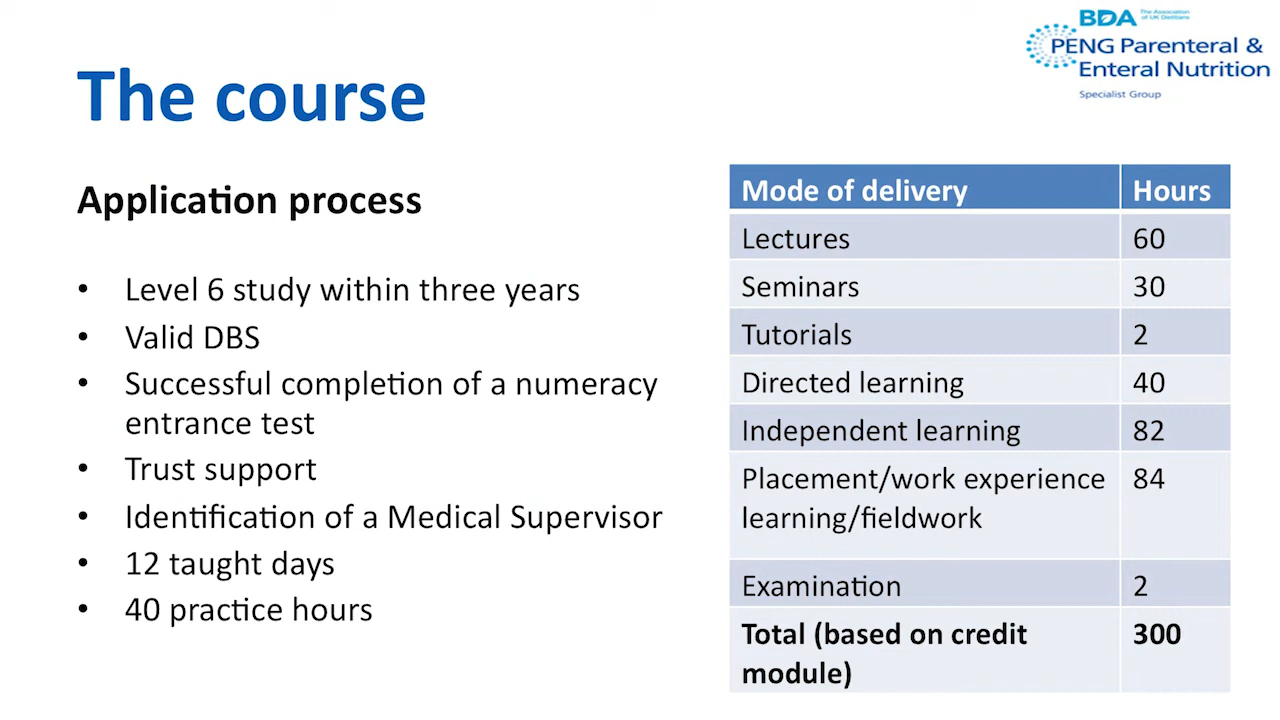 BDA The Association of UK Dietitians
PENG Parenteral &
Enteral Nutrition
Specialist Group
The course
Application process
• Level 6 study within three years
• Valid DBS
• Successful completion of a numeracy
entrance test
• Trust support
• Identification of a Medical Supervisor
• 12 taught days
• 40 practice hours
Mode of delivery Hours
Lectures 60
Seminars 30
Tutorials 2
Directed learning 40
Independent learning 82
Placement/work experience 84
learning/fieldwork
Examination 2
Total (based on credit 300
module)